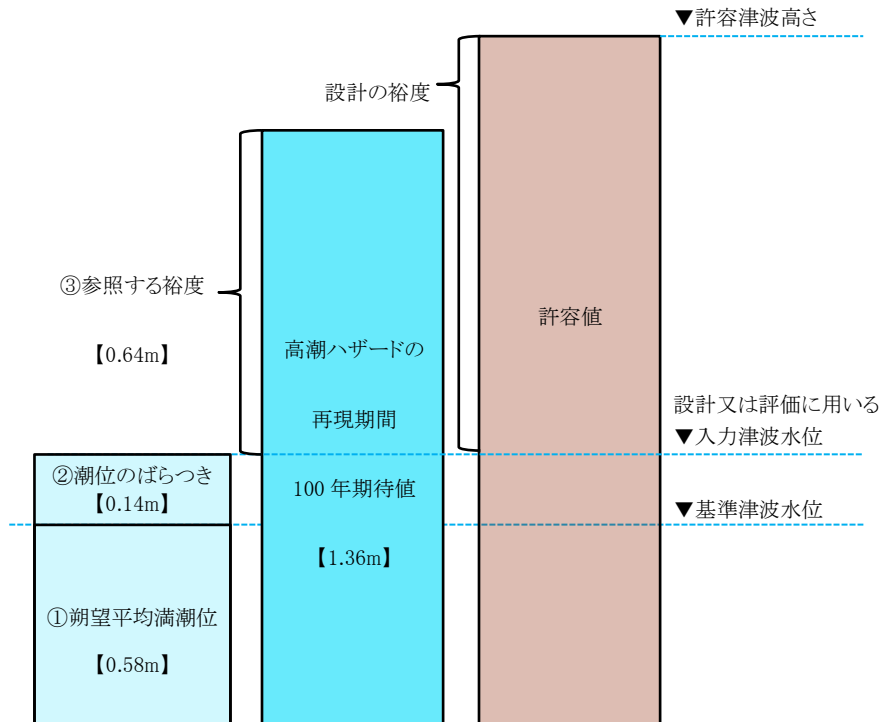 ▼許容津波高さ
設計の裕度
③参照する裕度
【0.64m】
許容値
高潮ハザードの
再現期間
100 年期待値
【1.36m】
設計又は評価に用いる
▼入力津波水位
②潮位のばらつき
【0.14m】
▼基準津波水位
①朔望平均満潮位
【0.58m】